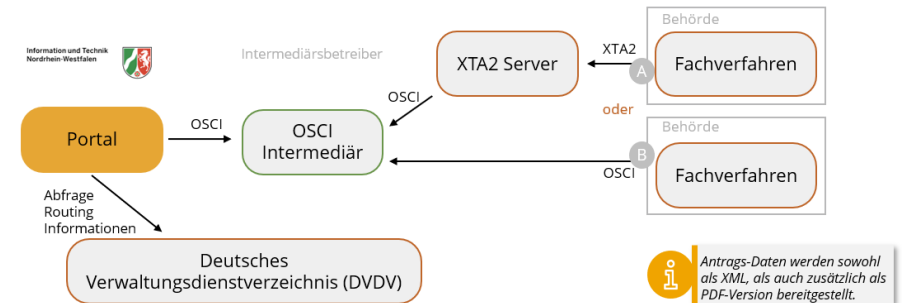 Information und Technik
Nordrhein-Westfalen
Intermediärsbetreiber
Behörde
XTA2 Server
XTA2
A
Fachverfahren
OSCI
oder
Portal
OSCI
OSCI
Intermediär
Behörde
B
OSCI
Fachverfahren
Abfrage
Routing
Informationen
Deutsches
Verwaltungsdienstverzeichnis (DVDV)
Antrags-Daten werden sowohl
als XML, als auch zusätzlich als
PDF-Version bereitgestellt.